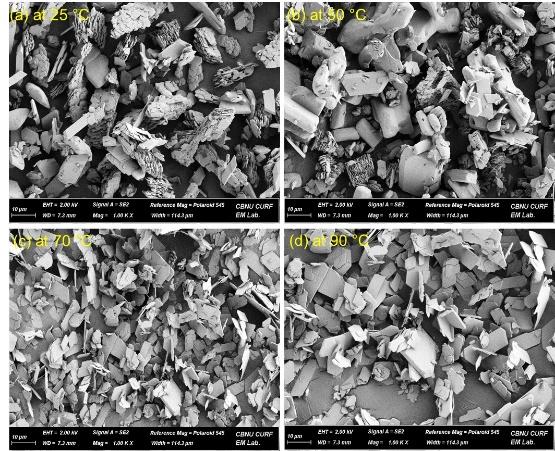 (a) at 25 °C
(b) at 50 °C
10 µm EHT = 2.00 kV Signal A = SE2 Reference Mag = Polaroid 545 CBNU CURF
WD = 7.3 mm Mag = 1.00 K X Width = 114.3 µm EM Lab.
10 µm EHT = 2.00 kV Signal A = SE2 Reference Mag = Polaroid 545 CBNU CURF
WD = 7.3 mm Mag = 1.00 K X Width = 114.3 µm EM Lab.
(c) at 70 °C
(d) at 90 °C
10 µm EHT = 2.00 kV Signal A = SE2 Reference Mag = Polaroid 545 CBNU CURF
WD = 7.3 mm Mag = 1.00 K X Width = 114.3 µm EM Lab.
10 µm EHT = 2.00 kV Signal A = SE2 Reference Mag = Polaroid 545 CBNU CURF
WD = 7.3 mm Mag = 1.00 K X Width = 114.3 µm EM Lab.